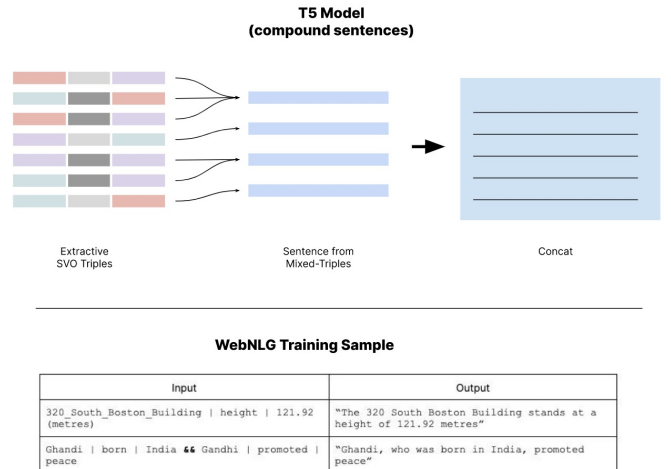 T5 Model
(compound sentences)
Extractive
SVO Triples
Sentence from
Mixed-Triples
Concat
WebNLG Training Sample
Input
Output
320_South_Boston_Building | height | 121.92
(metres)
"The 320 South Boston Building stands at a
height of 121.92 metres"
Ghandi | born | India && Gandhi | promoted |
peace
"Ghandi, who was born in India, promoted
peace"